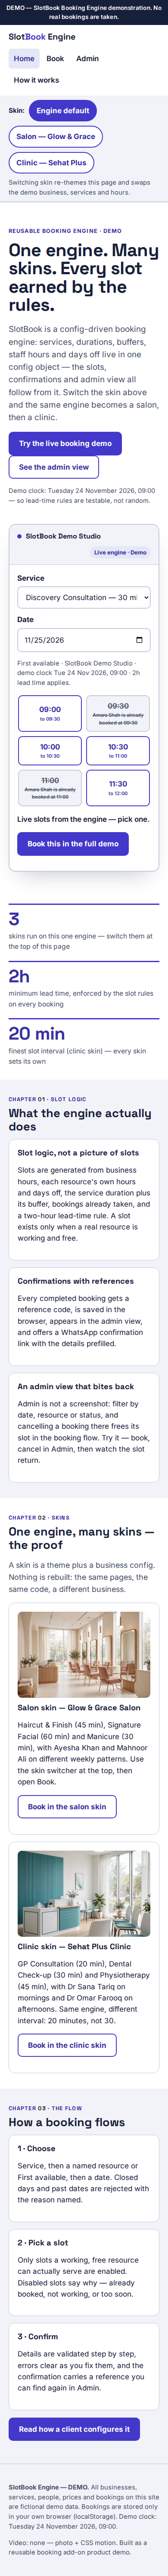 DEMO — SlotBook Booking Engine demonstration. No
real bookings are taken.
SlotBook Engine
Home Book Admin
How it works
Skin: Engine default
Salon — Glow & Grace
Clinic — Sehat Plus
Switching skin re-themes this page and swaps
the demo business, services and hours.
REUSABLE BOOKING ENGINE · DEMO
One engine. Many
skins. Every slot
earned by the
rules.
SlotBook is a config-driven booking
engine: services, durations, buffers,
staff hours and days off live in one
config object — the slots,
confirmations and admin view all
follow from it. Switch the skin above
and the same engine becomes a salon,
then a clinic.
Try the live booking demo
See the admin view
Demo clock: Tuesday 24 November 2026, 09:00
— so lead-time rules are testable, not random.
SlotBook Demo Studio
Live engine · Demo
Service
Discovery Consultation — 30 mi
Date
11/25/2026
First available · SlotBook Demo Studio ·
demo clock Tue 24 Nov 2026, 09:00 · 2h
lead time applies.
09:00
to 09:30
09:30
Amara Shah is already
booked at 09:30
10:00
to 10:30
10:30
to 11:00
11:00
Amara Shah is already
booked at 11:00
11:30
to 12:00
Live slots from the engine — pick one.
Book this in the full demo
3
skins run on this one engine — switch them at
the top of this page
2h
minimum lead time, enforced by the slot rules
on every booking
20 min
finest slot interval (clinic skin) — every skin
sets its own
CHAPTER 01 · SLOT LOGIC
What the engine actually
does
Slot logic, not a picture of slots
Slots are generated from business
hours, each resource's own hours
and days off, the service duration plus
its buffer, bookings already taken, and
a two-hour lead-time rule. A slot
exists only when a real resource is
working and free.
Confirmations with references
Every completed booking gets a
reference code, is saved in the
browser, appears in the admin view,
and offers a WhatsApp confirmation
link with the details prefilled.
An admin view that bites back
Admin is not a screenshot: filter by
date, resource or status, and
cancelling a booking there frees its
slot in the booking flow. Try it — book,
cancel in Admin, then watch the slot
return.
CHAPTER 02 · SKINS
One engine, many skins —
the proof
A skin is a theme plus a business config.
Nothing is rebuilt: the same pages, the
same code, a different business.
Salon skin — Glow & Grace Salon
Haircut & Finish (45 min), Signature
Facial (60 min) and Manicure (30
min), with Ayesha Khan and Mahnoor
Ali on different weekly patterns. Use
the skin switcher at the top, then
open Book.
Book in the salon skin
Clinic skin — Sehat Plus Clinic
GP Consultation (20 min), Dental
Check-up (30 min) and Physiotherapy
(45 min), with Dr Sana Tariq on
mornings and Dr Omar Farooq on
afternoons. Same engine, different
interval: 20 minutes, not 30.
Book in the clinic skin
CHAPTER 03 · THE FLOW
How a booking flows
1 · Choose
Service, then a named resource or
First available, then a date. Closed
days and past dates are rejected with
the reason named.
2 · Pick a slot
Only slots a working, free resource
can actually serve are enabled.
Disabled slots say why — already
booked, not working, or too soon.
3 · Confirm
Details are validated step by step,
errors clear as you fix them, and the
confirmation carries a reference you
can find again in Admin.
Read how a client configures it
SlotBook Engine — DEMO. All businesses,
services, people, prices and bookings on this site
are fictional demo data. Bookings are stored only
in your own browser (localStorage). Demo clock:
Tuesday 24 November 2026, 09:00.
Video: none — photo + CSS motion. Built as a
reusable booking add-on product demo.